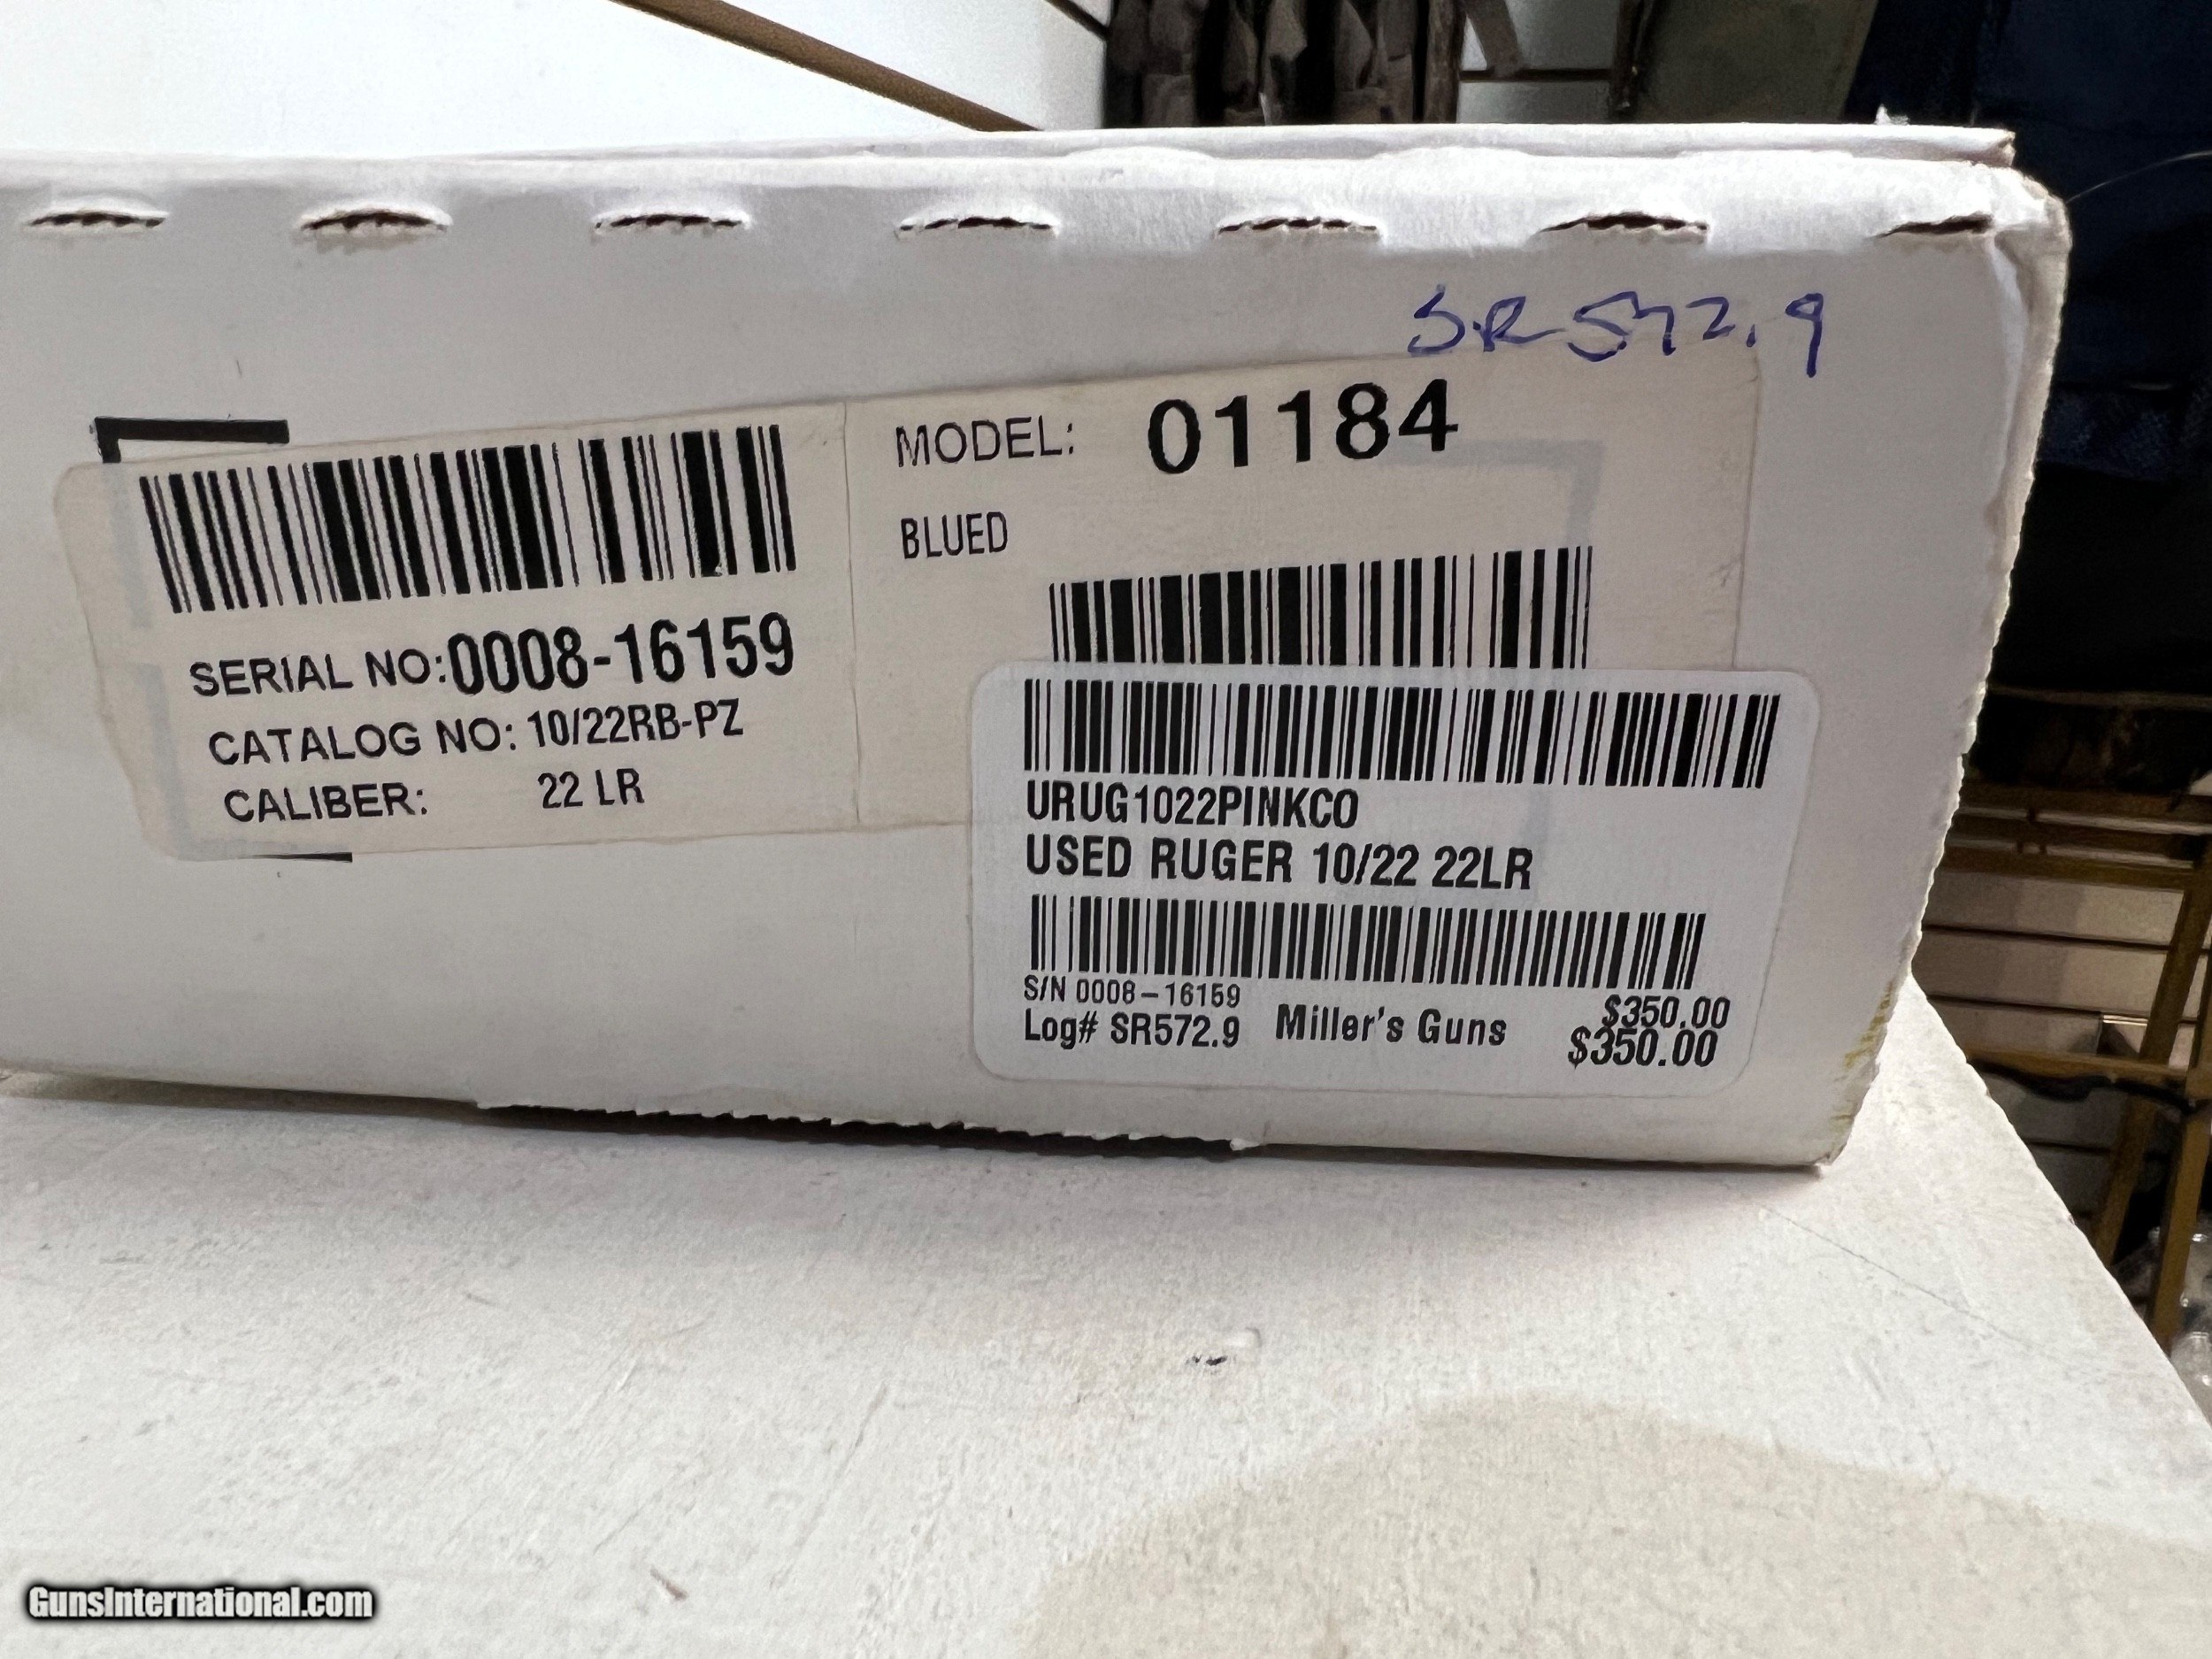 SR572.9
MODEL: 01184
BLUED
SERIAL NO:0008-16159
CATALOG NO: 10/22RB-PZ
CALIBER: 22 LR
URUG1022PINKCO
USED RUGER 10/22 22LR
S/N 0008-16159
$350.00
Log# SR572.9 Miller's Guns $350.00
GunsInternational.com